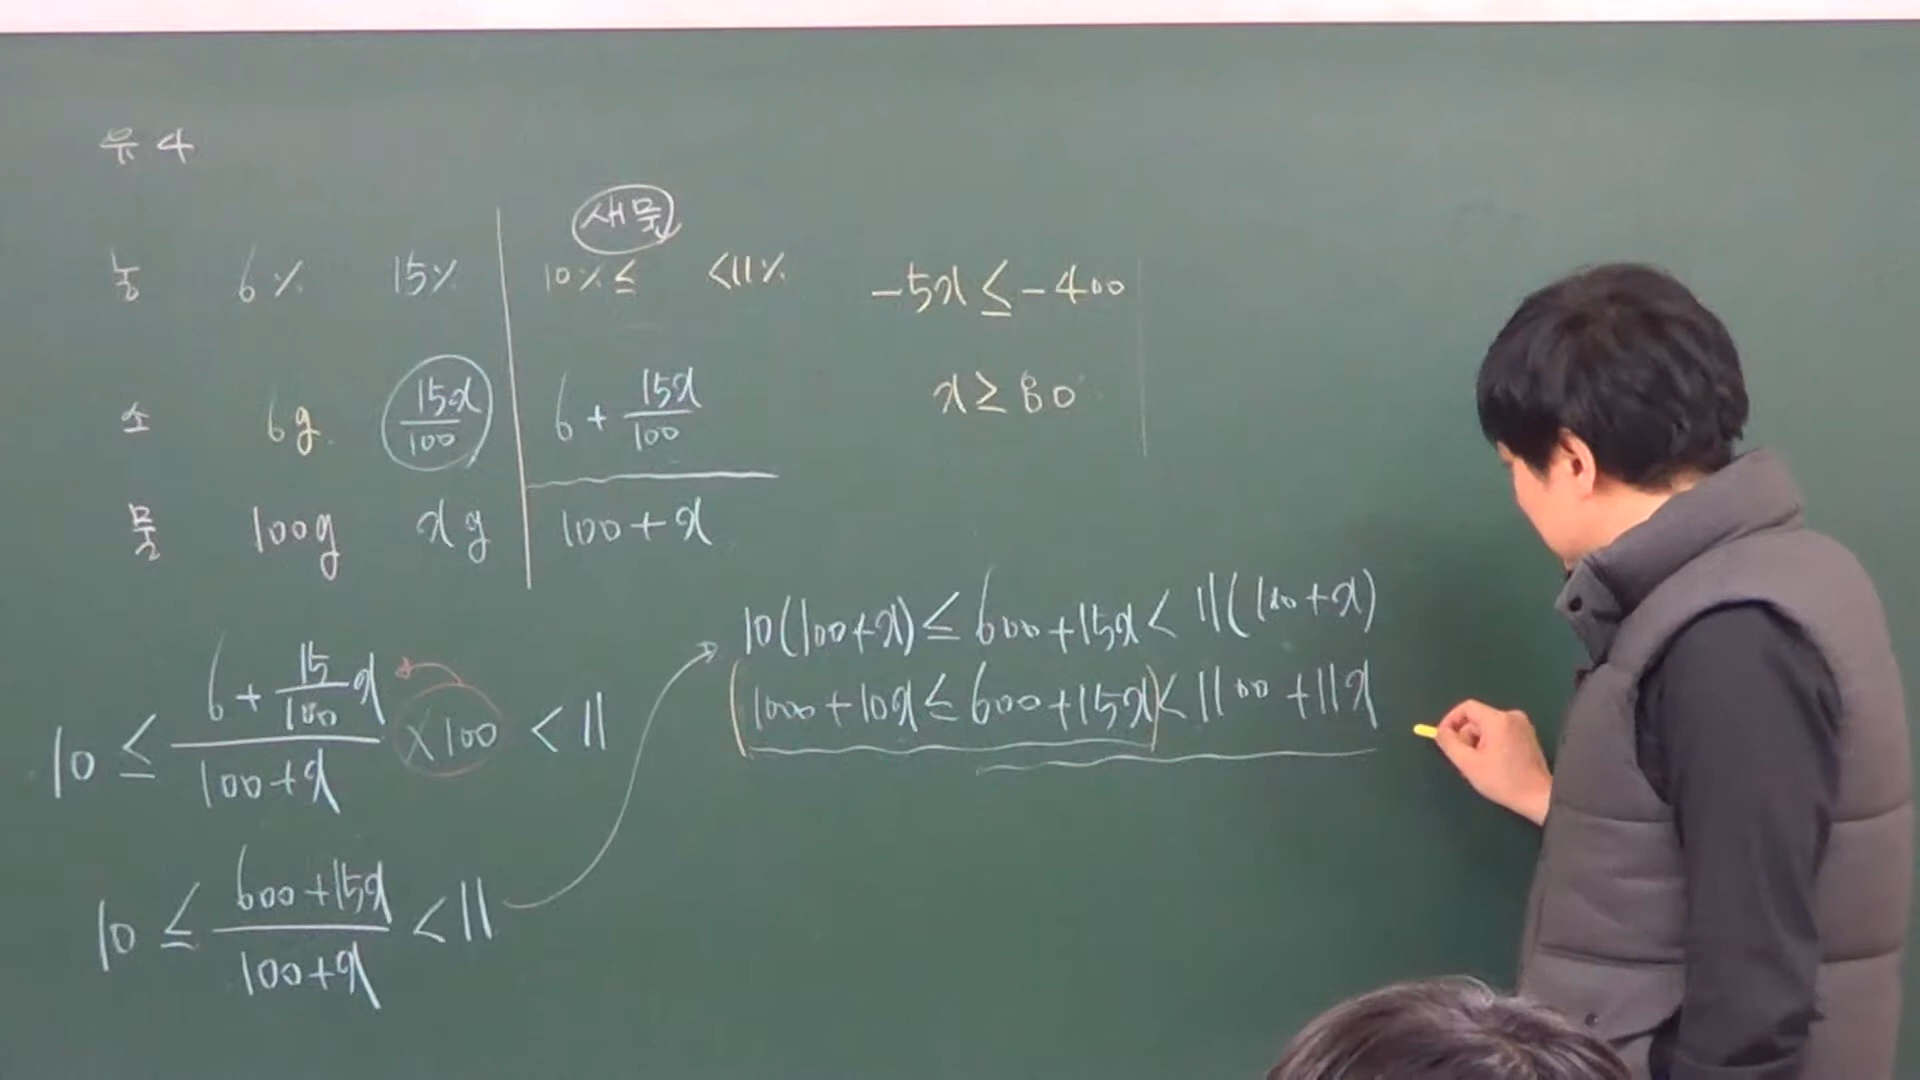 유 4
새물
농 6% 15% 10% ≤ < 11%
소 6g 15x/100 6 + 15x/100
물 100g xg 100 + x
10 ≤ (6 + 15/100 x)/(100 + x) × 100 < 11
10 ≤ (600 + 15x)/(100 + x) < 11
10(100 + x) ≤ 600 + 15x < 11(100 + x)
1000 + 10x ≤ 600 + 15x < 1100 + 11x
-5x ≤ -400
x ≥ 80